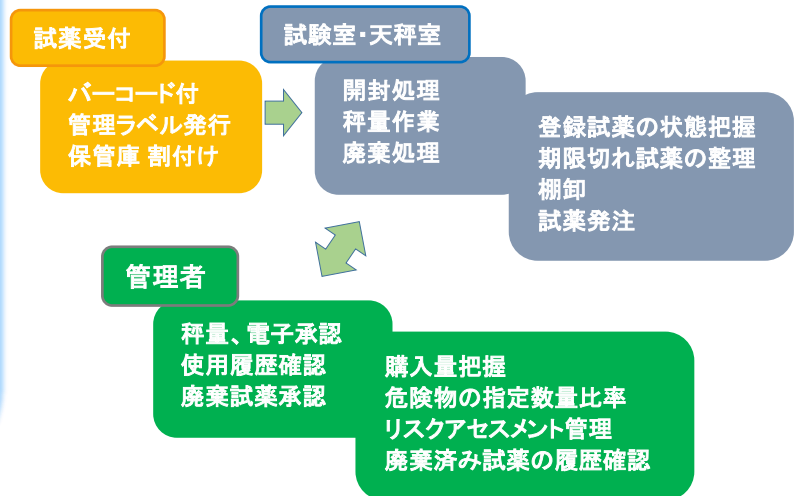 試薬受付
バーコード付
管理ラベル発行
保管庫 割付け
試験室・天秤室
開封処理
秤量作業
廃棄処理
登録試薬の状態把握
期限切れ試薬の整理
棚卸
試薬発注
管理者
秤量、電子承認
使用履歴確認
廃棄試薬承認
購入量把握
危険物の指定数量比率
リスクアセスメント管理
廃棄済み試薬の履歴確認